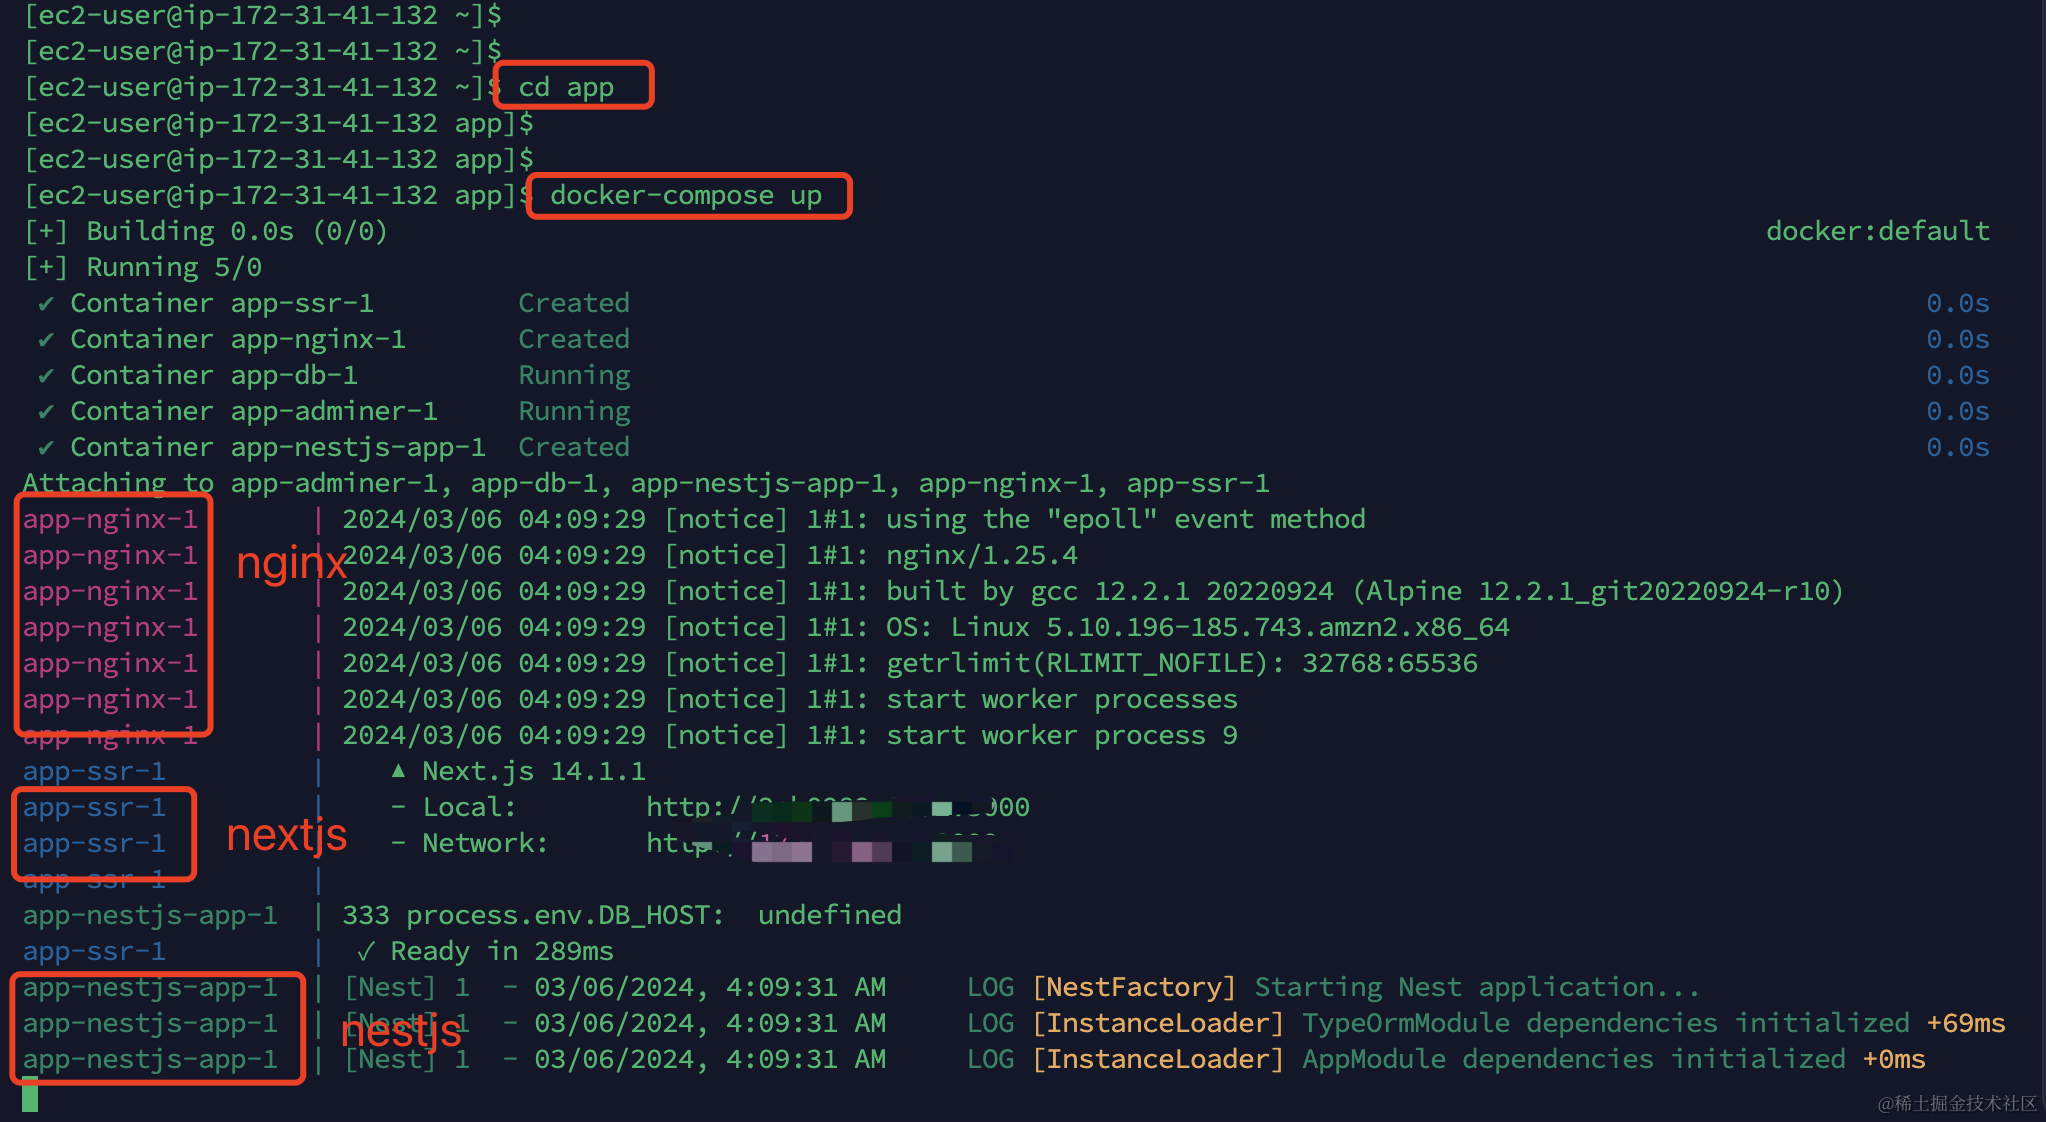 [ec2-user@ip-172-31-41-132 ~]$
[ec2-user@ip-172-31-41-132 ~]$
[ec2-user@ip-172-31-41-132 ~]$ cd app
[ec2-user@ip-172-31-41-132 app]$
[ec2-user@ip-172-31-41-132 app]$
[ec2-user@ip-172-31-41-132 app]$ docker-compose up
[+] Building 0.0s (0/0) docker:default
[+] Running 5/0
✔ Container app-ssr-1 Created 0.0s
✔ Container app-nginx-1 Created 0.0s
✔ Container app-db-1 Running 0.0s
✔ Container app-adminer-1 Running 0.0s
✔ Container app-nestjs-app-1 Created 0.0s
Attaching to app-adminer-1, app-db-1, app-nestjs-app-1, app-nginx-1, app-ssr-1
app-nginx-1 | 2024/03/06 04:09:29 [notice] 1#1: using the "epoll" event method
app-nginx-1 | 2024/03/06 04:09:29 [notice] 1#1: nginx/1.25.4
nginx
app-nginx-1 | 2024/03/06 04:09:29 [notice] 1#1: built by gcc 12.2.1 20220924 (Alpine 12.2.1_git20220924-r10)
app-nginx-1 | 2024/03/06 04:09:29 [notice] 1#1: OS: Linux 5.10.196-185.743.amzn2.x86_64
app-nginx-1 | 2024/03/06 04:09:29 [notice] 1#1: getrlimit(RLIMIT_NOFILE): 32768:65536
app-nginx-1 | 2024/03/06 04:09:29 [notice] 1#1: start worker processes
app-nginx-1 | 2024/03/06 04:09:29 [notice] 1#1: start worker process 9
app-ssr-1 | ▲ Next.js 14.1.1
app-ssr-1 | - Local:
nextjs
app-ssr-1 | - Network:
app-ssr-1 |
app-nestjs-app-1 | 333 process.env.DB_HOST: undefined
app-ssr-1 | ✓ Ready in 289ms
app-nestjs-app-1 | [Nest] 1 - 03/06/2024, 4:09:31 AM LOG [NestFactory] Starting Nest application...
app-nestjs-app-1 | [Nest] 1 - 03/06/2024, 4:09:31 AM LOG [InstanceLoader] TypeOrmModule dependencies initialized +69ms
nestjs
app-nestjs-app-1 | [Nest] 1 - 03/06/2024, 4:09:31 AM LOG [InstanceLoader] AppModule dependencies initialized +0ms
@稀土掘金技术社区